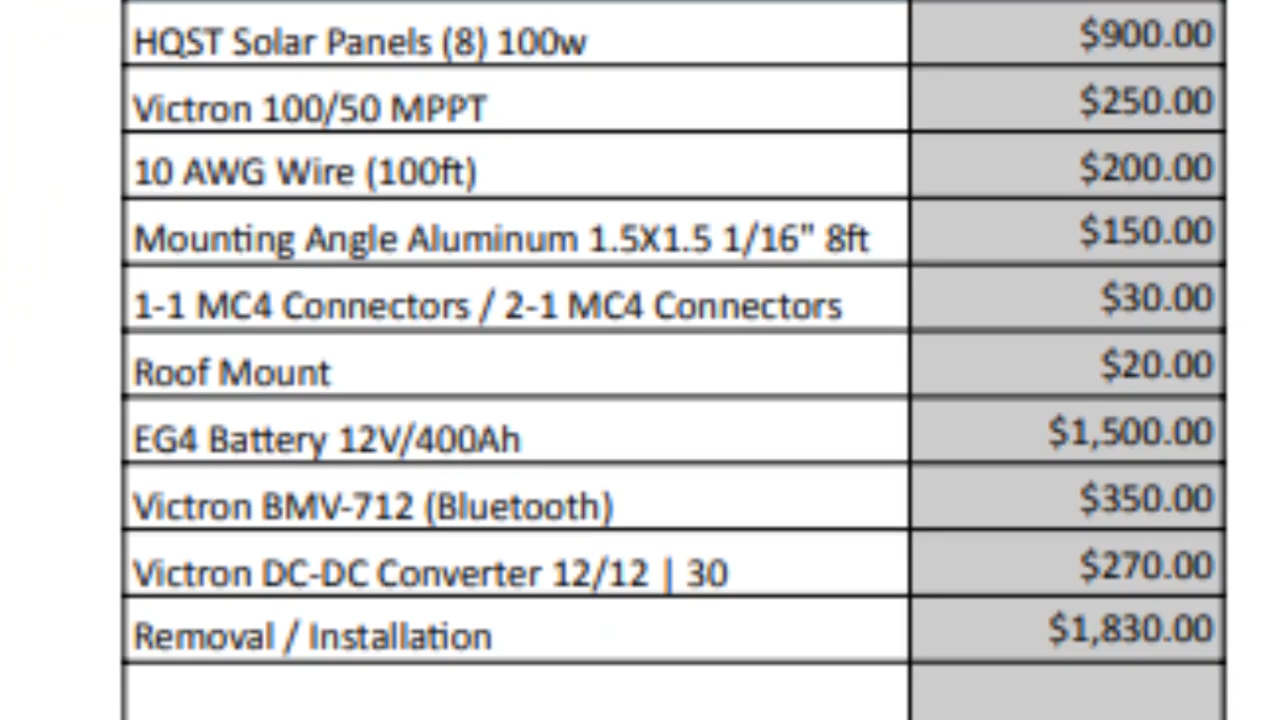 HQST Solar Panels (8) 100w $900.00
Victron 100/50 MPPT $250.00
10 AWG Wire (100ft) $200.00
Mounting Angle Aluminum 1.5X1.5 1/16" 8ft $150.00
1-1 MC4 Connectors / 2-1 MC4 Connectors $30.00
Roof Mount $20.00
EG4 Battery 12V/400Ah $1,500.00
Victron BMV-712 (Bluetooth) $350.00
Victron DC-DC Converter 12/12 | 30 $270.00
Removal / Installation $1,830.00